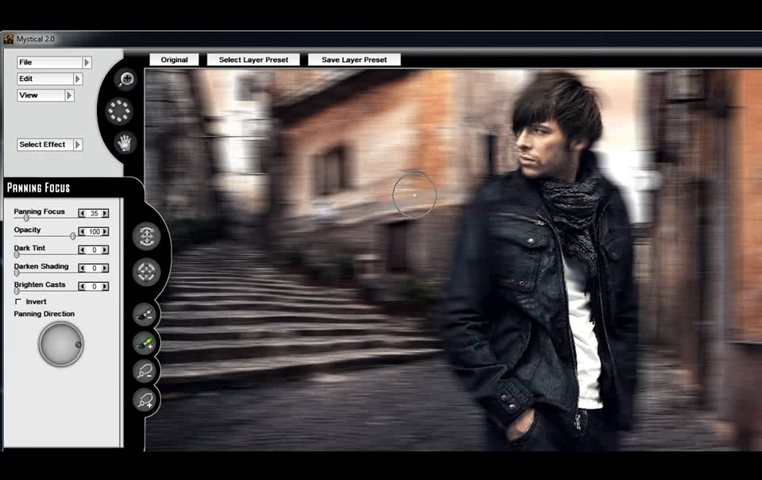 Mystical 2.0
File
Edit
View
Select Effect
Original
Select Layer Preset
Save Layer Preset
PANNING FOCUS
Panning Focus 35
Opacity 100
Dark Tint 0
Darken Shading 0
Brighten Casts 0
Invert
Panning Direction